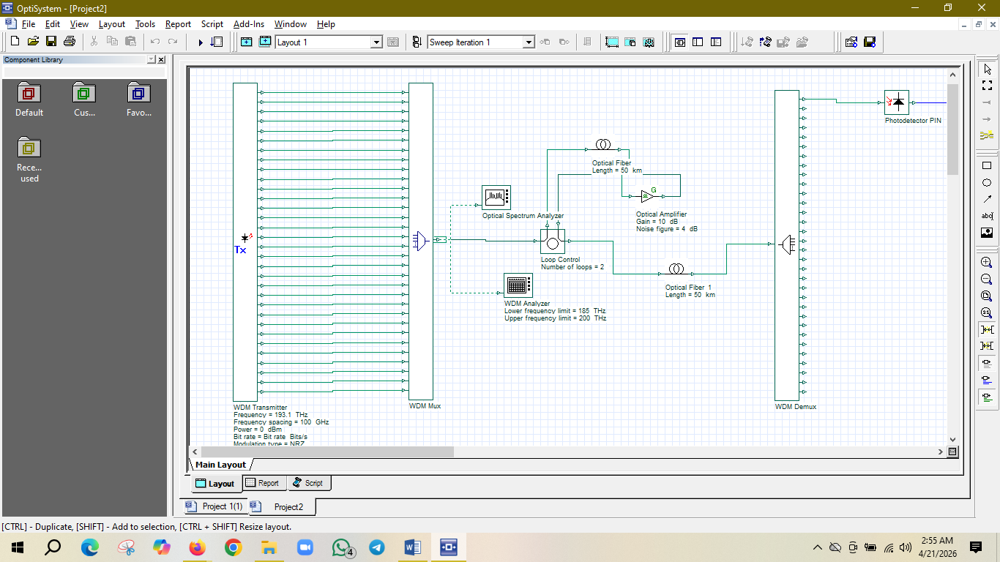 OptiSystem - [Project2]
File Edit View Layout Tools Report Script Add-Ins Window Help
Layout 1
Sweep Iteration 1
Component Library
Default
Cus...
Favo...
Rece...
used
Tx
WDM Transmitter
Frequency = 193.1 THz
Frequency spacing = 100 GHz
Power = 0 dBm
Bit rate = Bit rate Bits/s
Modulation type = NRZ
WDM Mux
Optical Spectrum Analyzer
WDM Analyzer
Lower frequency limit = 185 THz
Upper frequency limit = 200 THz
Optical Fiber
Length = 50 km
G
Optical Amplifier
Gain = 10 dB
Noise figure = 4 dB
Loop Control
Number of loops = 2
Optical Fiber 1
Length = 50 km
WDM Demux
Photodetector PIN
abc
1:1
Main Layout
Layout
Report
Script
Project 1(1)
Project2
[CTRL] - Duplicate, [SHIFT] - Add to selection, [CTRL + SHIFT] Resize layout.
4
W
2:55 AM
4/21/2026